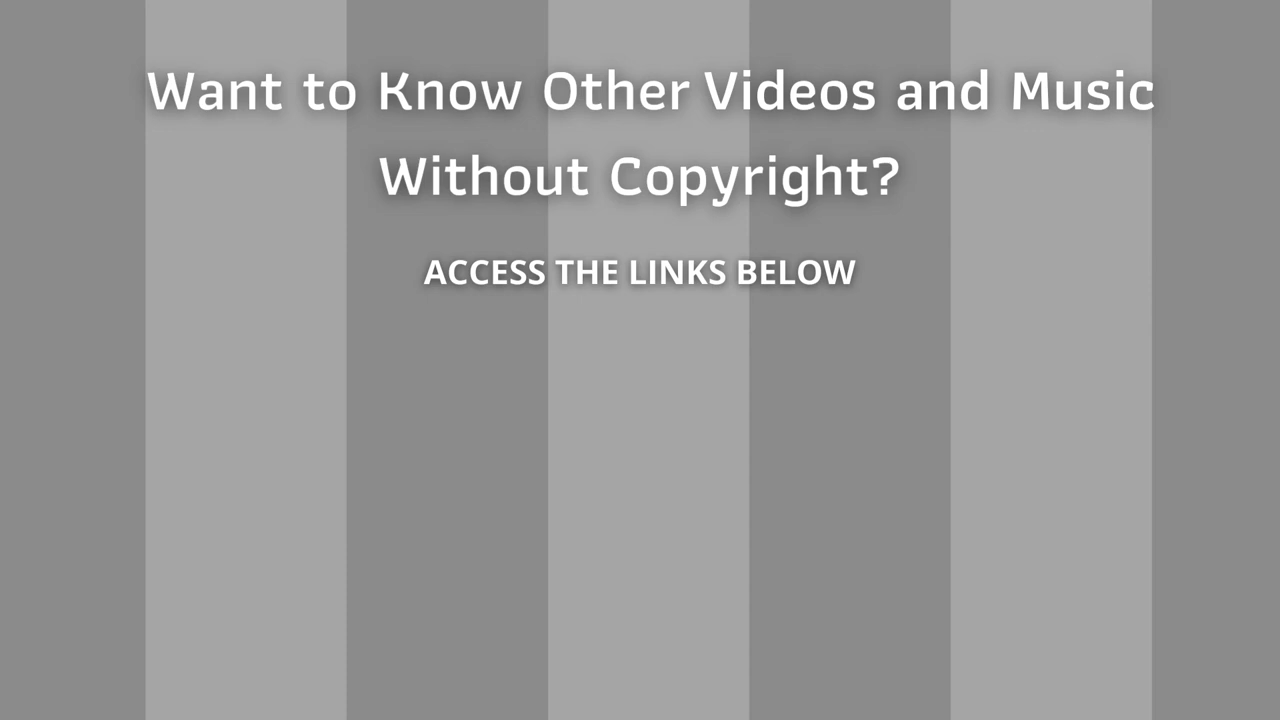 Want to Know Other Videos and Music
Without Copyright?
ACCESS THE LINKS BELOW